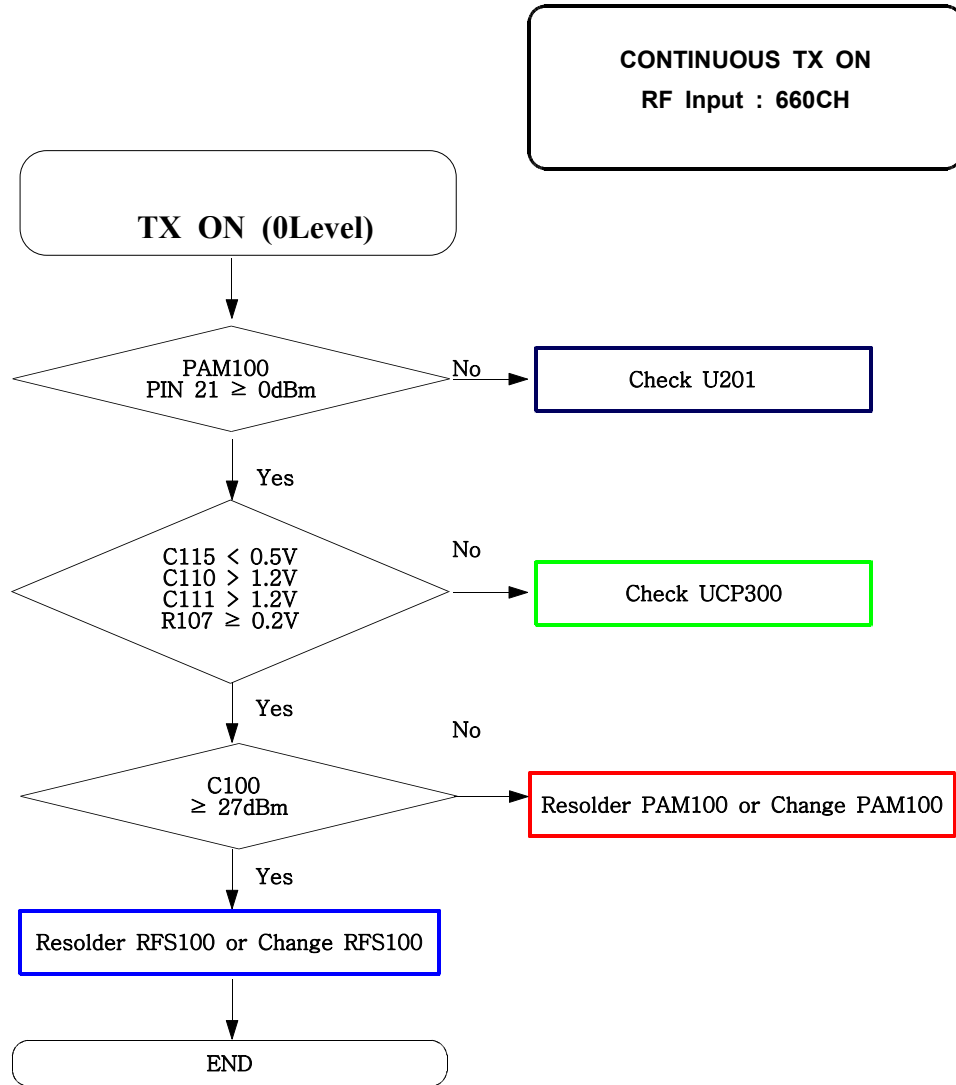 CONTINUOUS TX ON
RF Input : 660CH
TX ON (0Level)
PAM100
PIN 21 ≥ 0dBm
No
Check U201
Yes
C115 < 0.5V
C110 > 1.2V
C111 > 1.2V
R107 ≥ 0.2V
No
Check UCP300
Yes
C100
≥ 27dBm
No
Resolder PAM100 or Change PAM100
Yes
Resolder RFS100 or Change RFS100
END